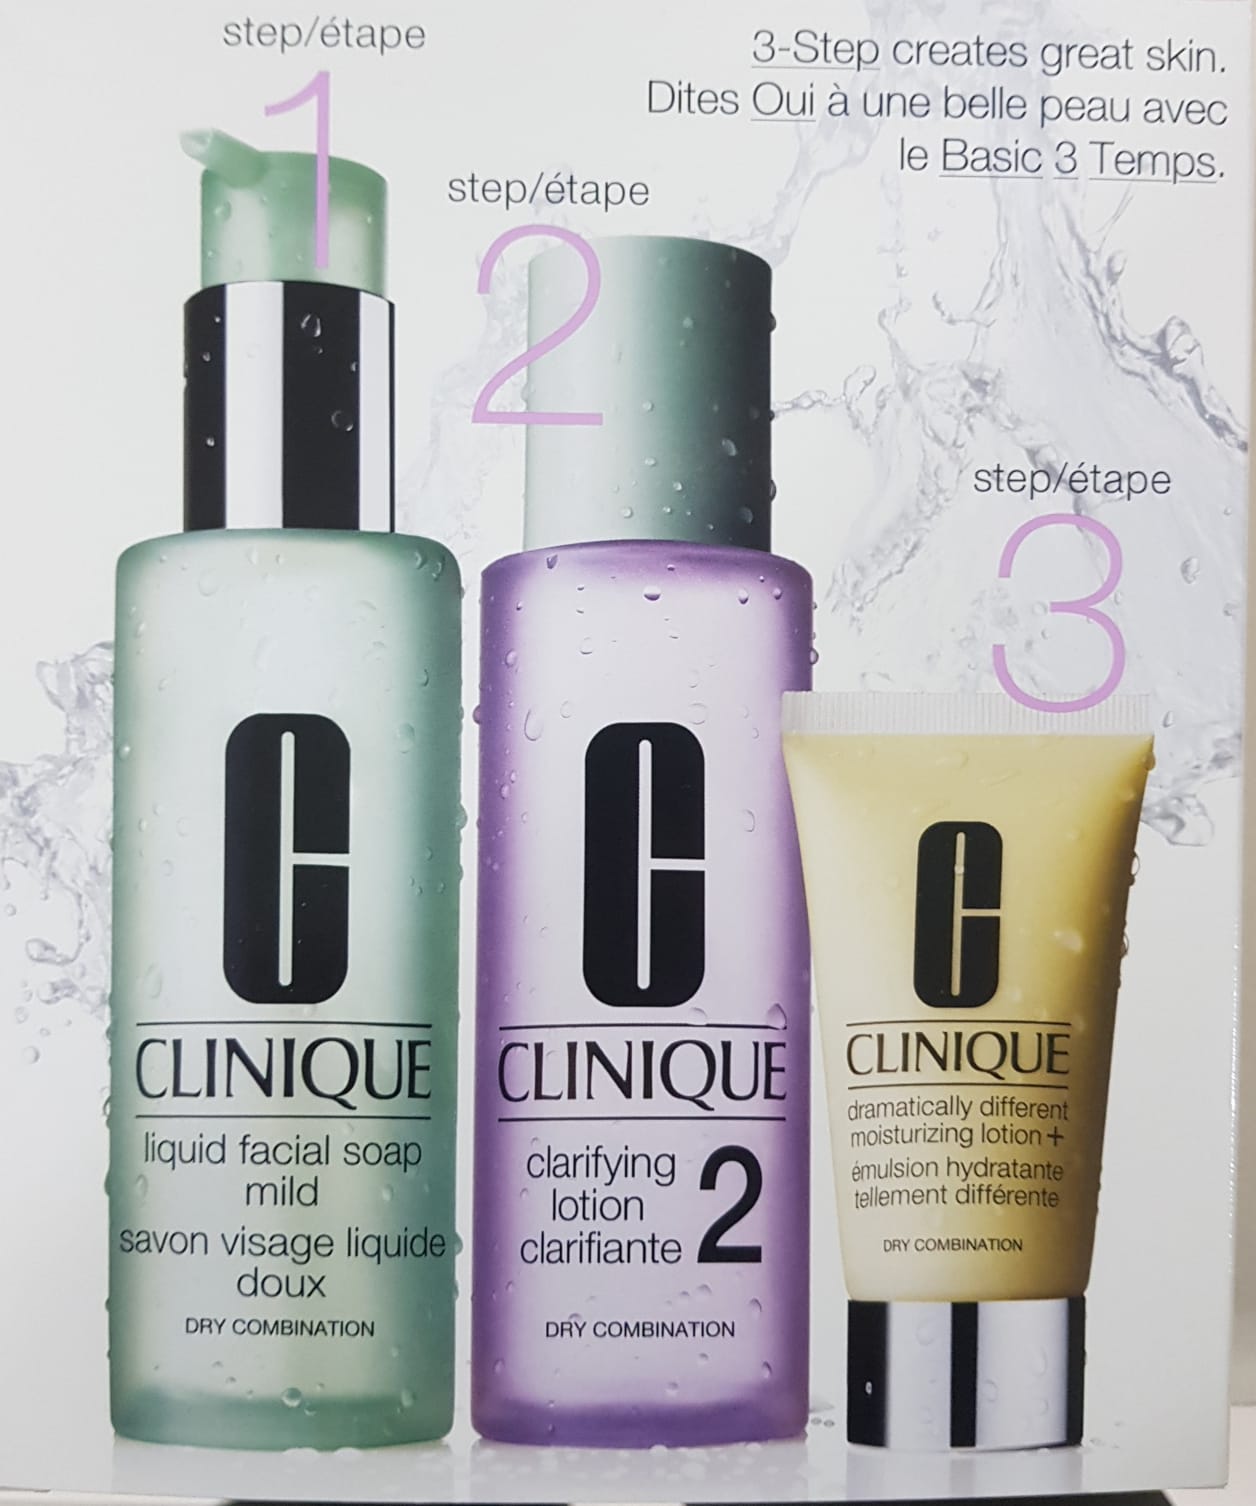 step/étape
1
3-Step creates great skin.
Dites Oui à une belle peau avec
le Basic 3 Temps.
step/étape
2
step/étape
3
C
CLINIQUE
liquid facial soap
mild
savon visage liquide
doux
DRY COMBINATION
C
CLINIQUE
clarifying
lotion
clarifiante
2
DRY COMBINATION
C
CLINIQUE
dramatically different
moisturizing lotion+
émulsion hydratante
tellement différente
DRY COMBINATION